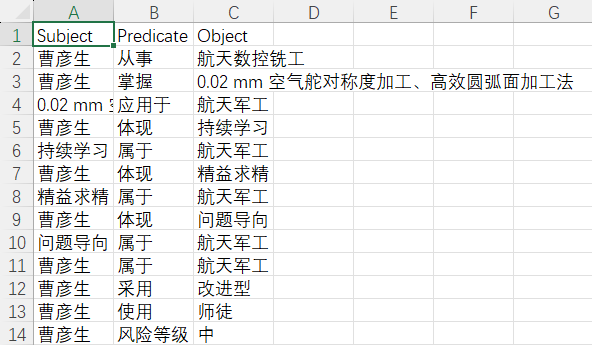 A B C D E F G
1 Subject Predicate Object
2 曹彦生 从事 航天数控铣工
3 曹彦生 掌握 0.02 mm 空气舵对称度加工、高效圆弧面加工法
4 0.02 mm 应用于 航天军工
5 曹彦生 体现 持续学习
6 持续学习 属于 航天军工
7 曹彦生 体现 精益求精
8 精益求精 属于 航天军工
9 曹彦生 体现 问题导向
10 问题导向 属于 航天军工
11 曹彦生 属于 航天军工
12 曹彦生 采用 改进型
13 曹彦生 使用 师徒
14 曹彦生 风险等级 中